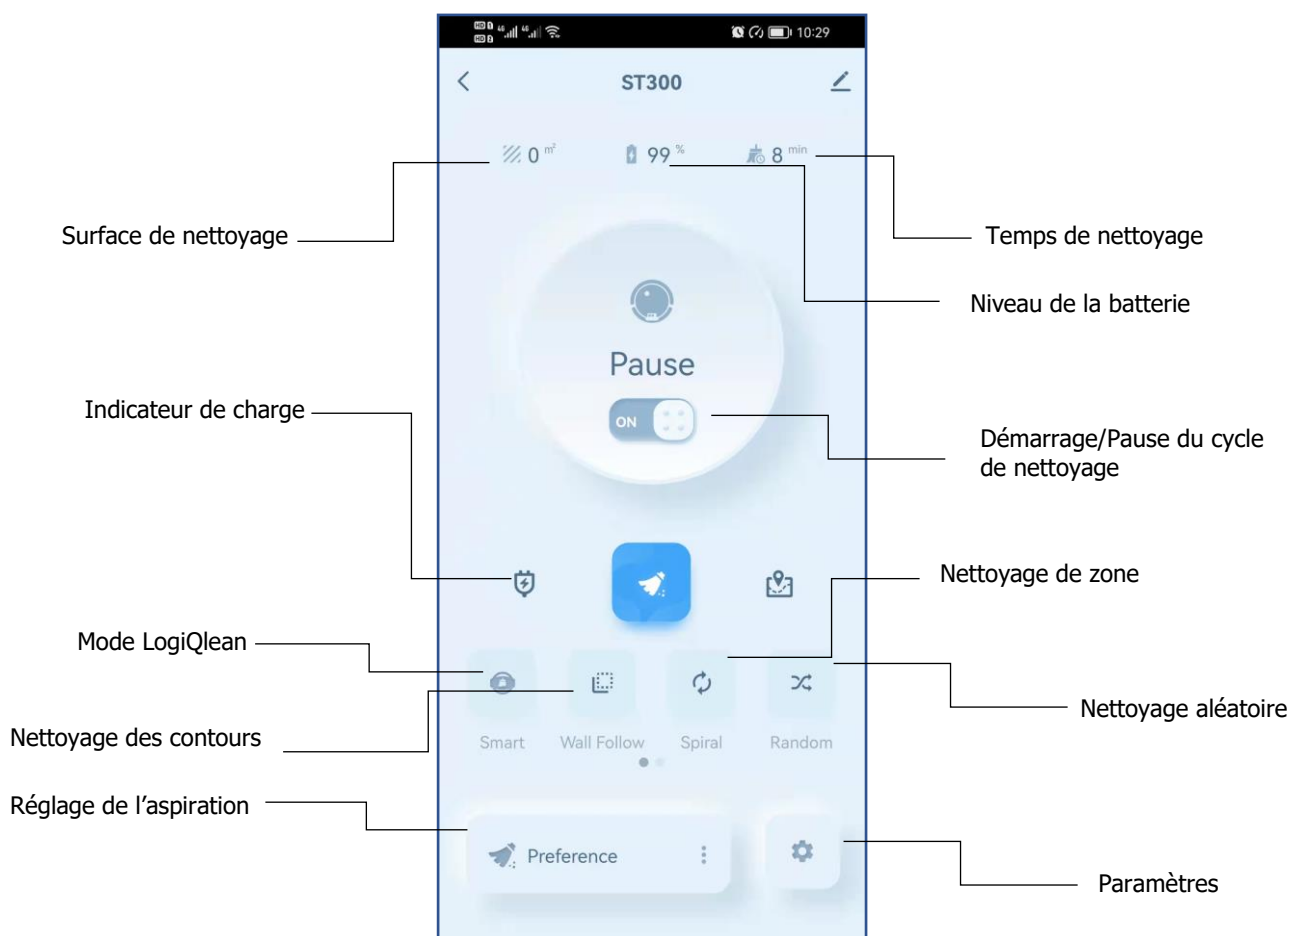 10:29
ST300
0 m²
99 %
8 min
Surface de nettoyage
Temps de nettoyage
Niveau de la batterie
Pause
Indicateur de charge
ON
Démarrage/Pause du cycle
de nettoyage
Nettoyage de zone
Mode LogiQlean
Nettoyage aléatoire
Nettoyage des contours
Smart
Wall Follow
Spiral
Random
Réglage de l’aspiration
Preference
Paramètres